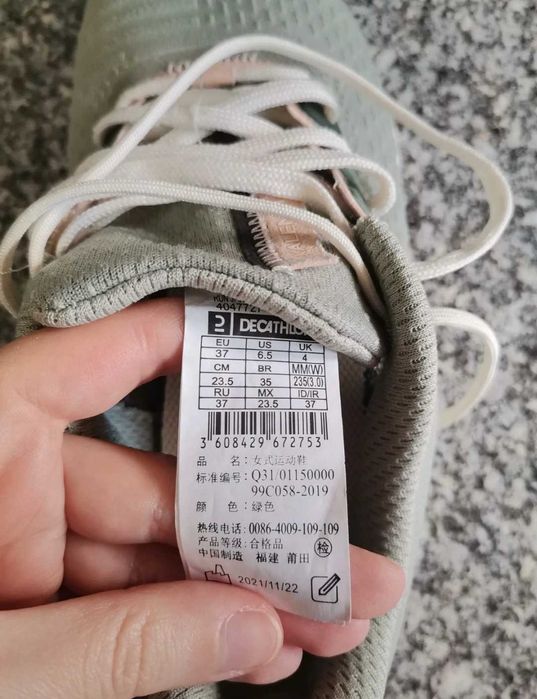 DECATHLO
EU US UK
37 6.5 4
CM BR MM(W)
23.5 35 235(3.0)
RU MX ID/IR
37 23.5 37
3 608429 672753
品 名:女式运动鞋
标准编号:Q31/01150000
99C058-2019
颜 色:绿色
热线电话:0086-4009-109-109
产品等级:合格品
检
中国制造 福建 莆田
2021/11/22